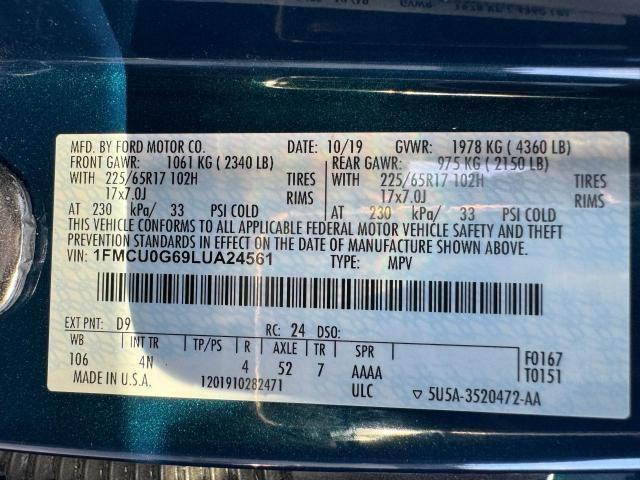 MFD. BY FORD MOTOR CO. DATE: 10/19 GVWR: 1978 KG ( 4360 LB)
FRONT GAWR: 1061 KG ( 2340 LB) REAR GAWR: 975 KG ( 2150 LB)
WITH 225/65R17 102H TIRES WITH 225/65R17 102H TIRES
17x7.0J RIMS 17x7.0J RIMS
AT 230 kPa/ 33 PSI COLD AT 230 kPa/ 33 PSI COLD
THIS VEHICLE CONFORMS TO ALL APPLICABLE FEDERAL MOTOR VEHICLE SAFETY AND THEFT
PREVENTION STANDARDS IN EFFECT ON THE DATE OF MANUFACTURE SHOWN ABOVE.
VIN: 1FMCU0G69LUA24561 TYPE: MPV
EXT PNT: D9 RC: 24 DSO:
WB INT TR TP/PS R AXLE TR SPR F0167
106 4N 4 52 7 AAAA T0151
MADE IN U.S.A. 1201910282471 ULC ▽ 5U5A-3520472-AA